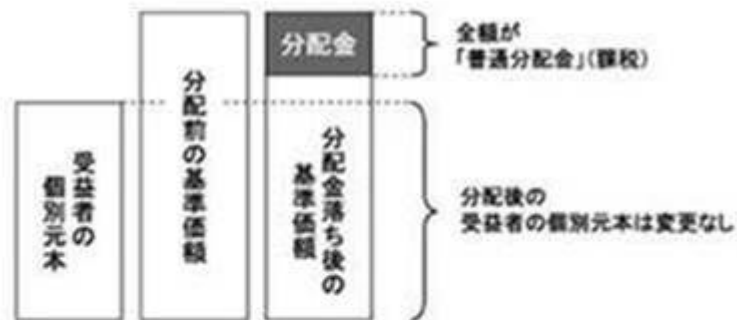 分配金
全額が
「普通分配金」(課税)
受益者の
個別元本
分配前の基準価額
分配金落ち後の
基準価額
分配後の
受益者の個別元本は変更なし